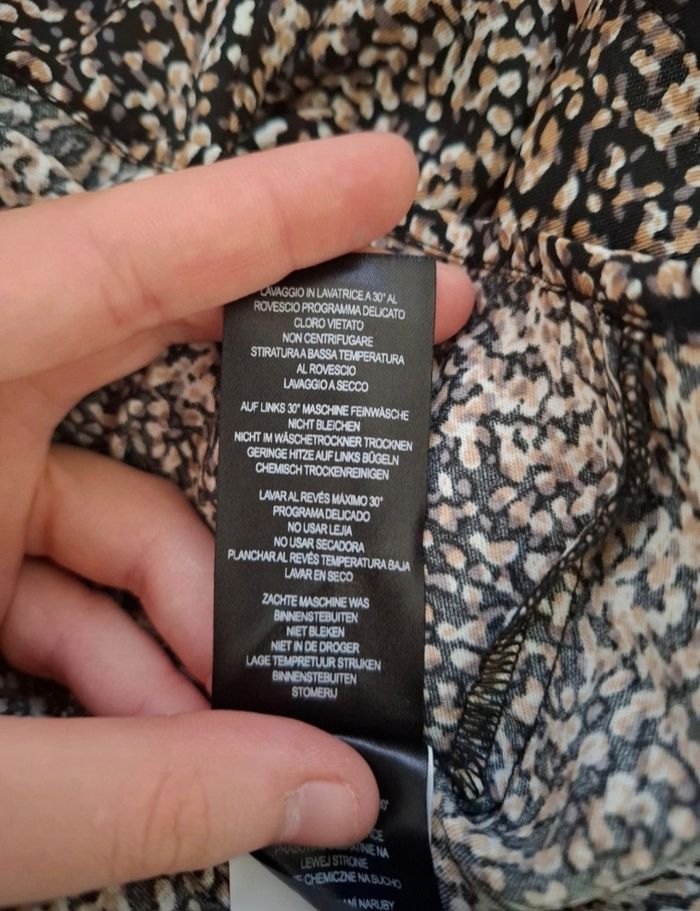 LAVAGGIO IN LAVATRICE A 30° AL
ROVESCIO PROGRAMMA DELICATO
CLORO VIETATO
NON CENTRIFUGARE
STIRATURA A BASSA TEMPERATURA
AL ROVESCIO
LAVAGGIO A SECCO
AUF LINKS 30° MASCHINE FEINWÄSCHE
NICHT BLEICHEN
NICHT IM WÄSCHETROCKNER TROCKNEN
GERINGE HITZE AUF LINKS BÜGELN
CHEMISCH TROCKENREINIGEN
LAVAR AL REVÉS MÁXIMO 30°
PROGRAMA DELICADO
NO USAR LEJÍA
NO USAR SECADORA
PLANCHAR AL REVÉS TEMPERATURA BAJA
LAVAR EN SECO
ZACHTE MASCHINE WAS
BINNENSTEBUITEN
NIET BLEKEN
NIET IN DE DROGER
LAGE TEMPRETUUR STRIJKEN
BINNENSTEBUITEN
STOMERIJ
NA
LEWEJ STRONIE
CHEMICZNE NA SUCHO
NARUBY